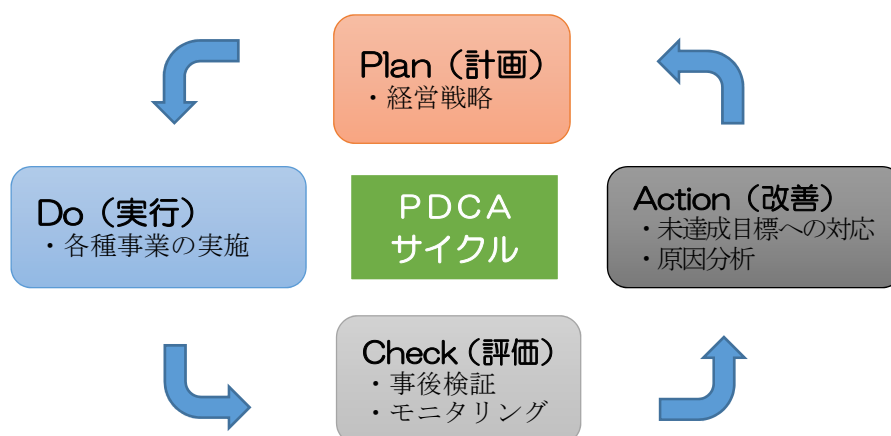 Plan（計画）
・経営戦略
Do（実行）
・各種事業の実施
PDCA
サイクル
Action（改善）
・未達成目標への対応
・原因分析
Check（評価）
・事後検証
・モニタリング